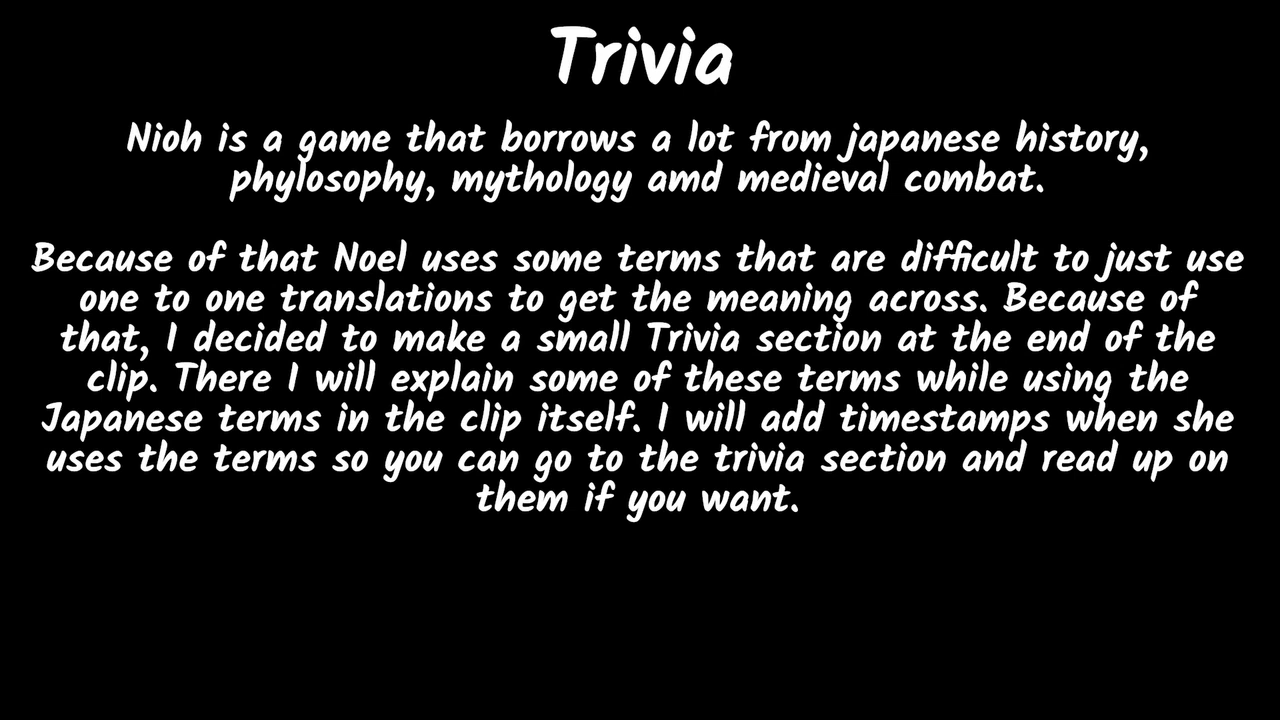 Trivia
Nioh is a game that borrows a lot from japanese history,
phylosophy, mythology amd medieval combat.
Because of that Noel uses some terms that are difficult to just use
one to one translations to get the meaning across. Because of
that, I decided to make a small Trivia section at the end of the
clip. There I will explain some of these terms while using the
Japanese terms in the clip itself. I will add timestamps when she
uses the terms so you can go to the trivia section and read up on
them if you want.